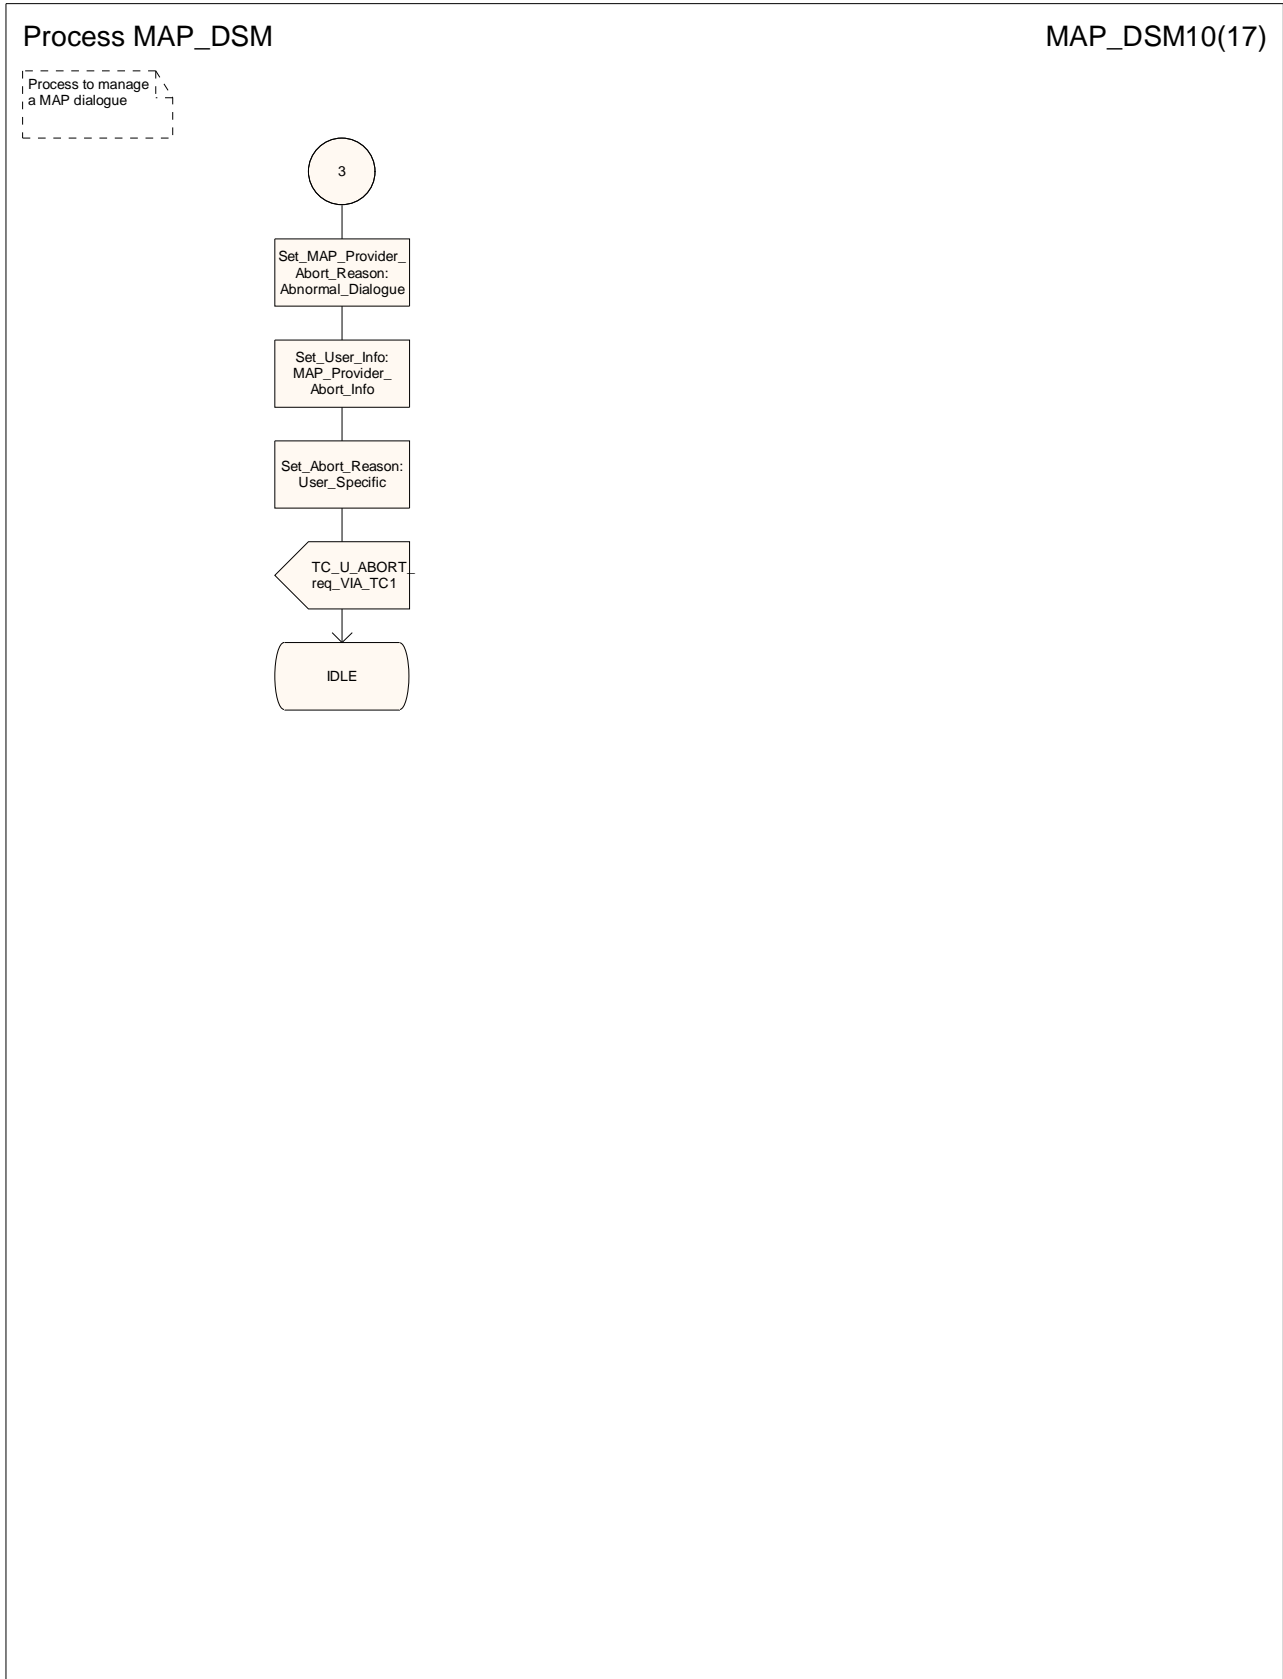 Process MAP_DSM
MAP_DSM10(17)
Process to manage
a MAP dialogue
3
Set_MAP_Provider_
Abort_Reason:
Abnormal_Dialogue
Set_User_Info:
MAP_Provider_
Abort_Info
Set_Abort_Reason:
User_Specific
TC_U_ABORT_
req_VIA_TC1
IDLE